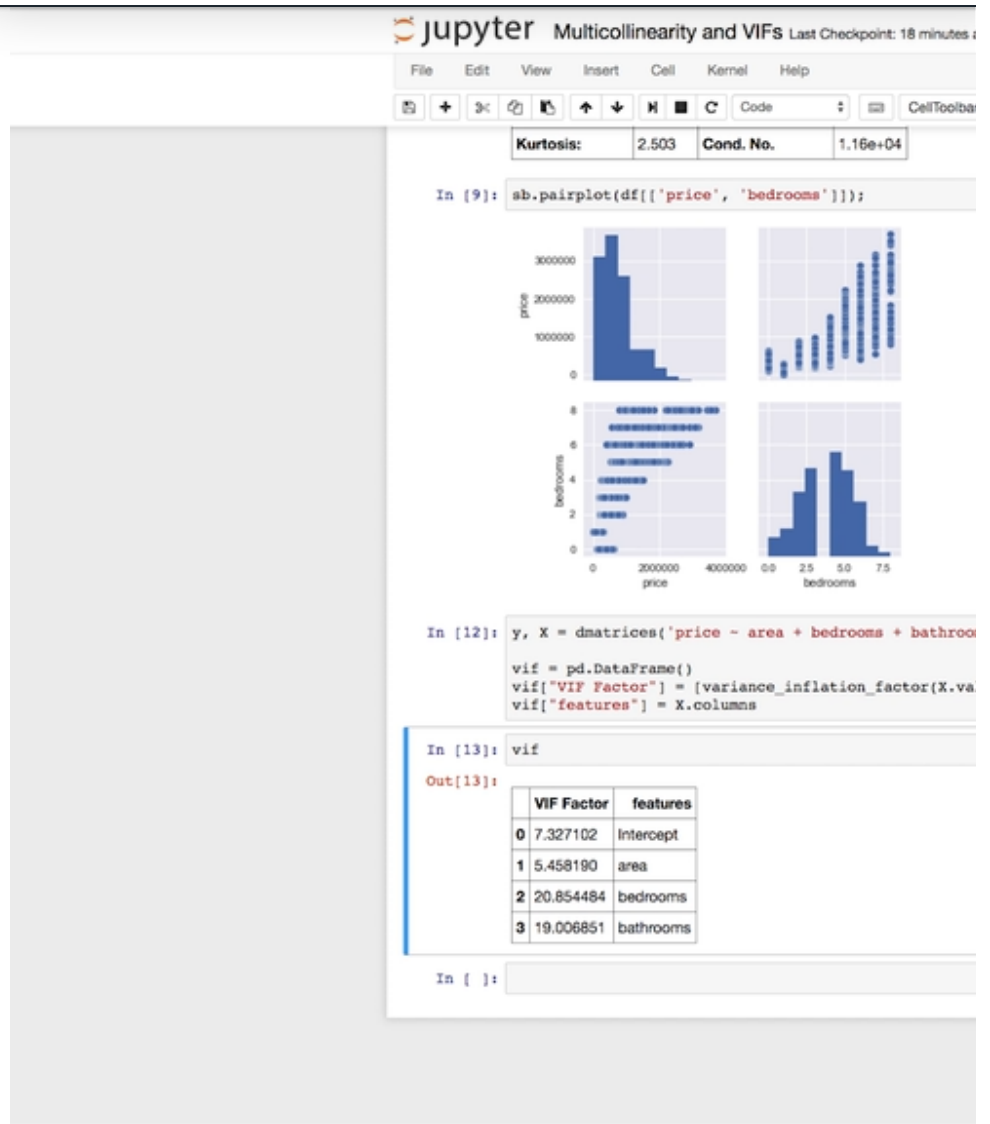 jupyter Multicollinearity and VIFs Last Checkpoint: 18 minutes
File Edit View Insert Cell Kernel Help
Code CellToolba
Kurtosis: 2.503 Cond. No. 1.16e+04
In [9]: sb.pairplot(df[['price', 'bedrooms']]);
3000000
2000000
1000000
0
price
8
6
4
2
0
bedrooms
0 2000000 4000000 0.0 2.5 5.0 7.5
price bedrooms
In [12]: y, X = dmatrices('price ~ area + bedrooms + bathroo
vif = pd.DataFrame()
vif["VIF Factor"] = [variance_inflation_factor(X.va
vif["features"] = X.columns
In [13]: vif
Out[13]:
VIF Factor features
0 7.327102 Intercept
1 5.458190 area
2 20.854484 bedrooms
3 19.006851 bathrooms
In [ ]: